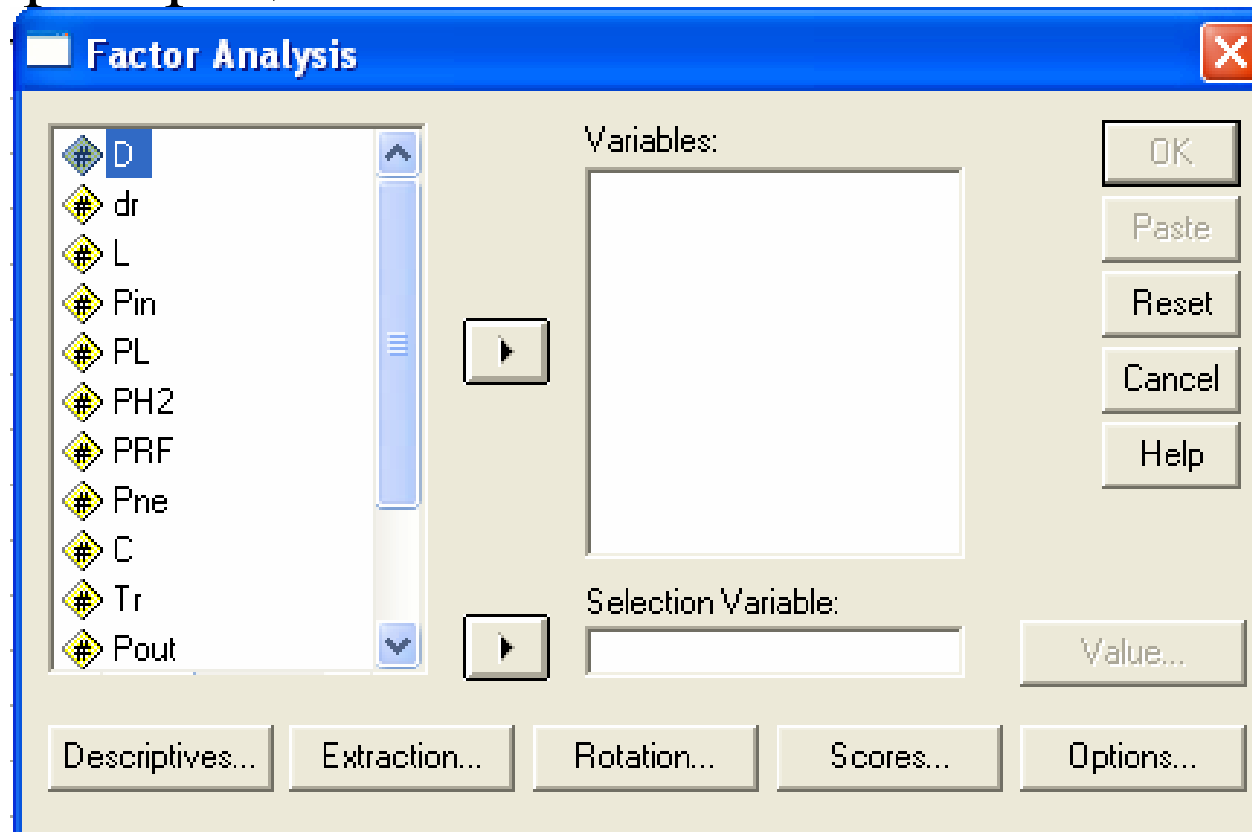 Factor Analysis
D
dr
L
Pin
PL
PH2
PRF
Pne
C
Tr
Pout
Variables:
Selection Variable:
OK
Paste
Reset
Cancel
Help
Value...
Descriptives...
Extraction...
Rotation...
Scores...
Options...